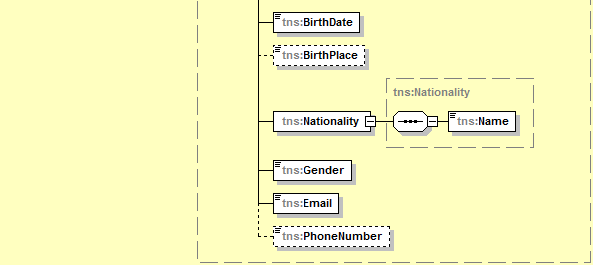 tns:BirthDate
tns:BirthPlace
tns:Nationality
tns:Nationality
tns:Name
tns:Gender
tns:Email
tns:PhoneNumber